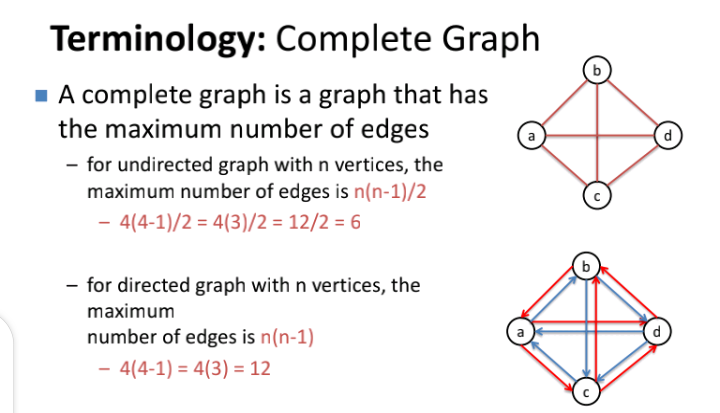 Terminology: Complete Graph
A complete graph is a graph that has
the maximum number of edges
– for undirected graph with n vertices, the
maximum number of edges is n(n-1)/2
– 4(4-1)/2 = 4(3)/2 = 12/2 = 6
– for directed graph with n vertices, the
maximum
number of edges is n(n-1)
– 4(4-1) = 4(3) = 12
b
a
d
c
b
a
d
c